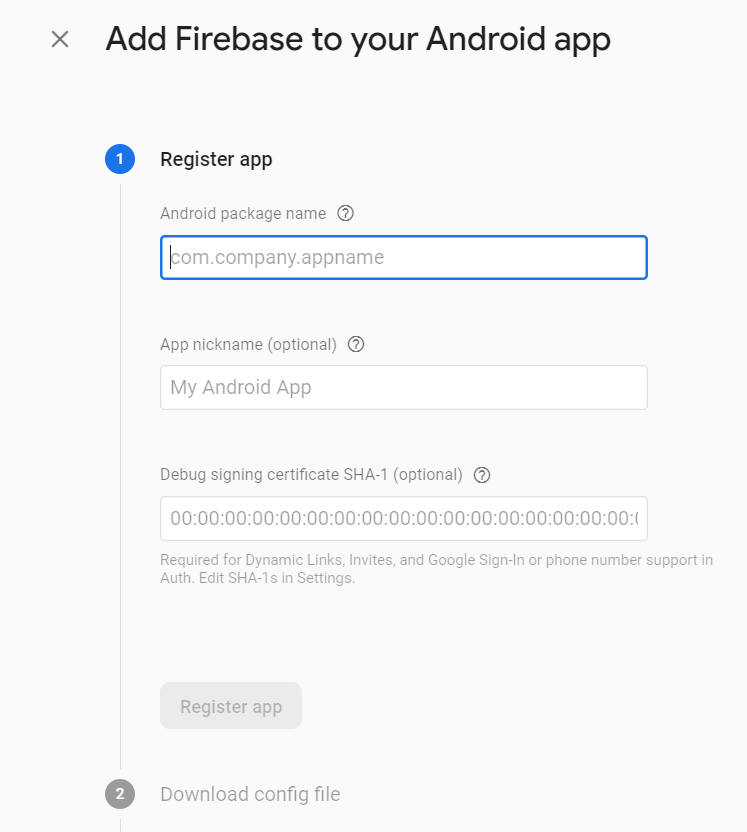 Add Firebase to your Android app
1 Register app
Android package name ?
com.company.appname
App nickname (optional) ?
My Android App
Debug signing certificate SHA-1 (optional) ?
00:00:00:00:00:00:00:00:00:00:00:00:00:00:00:00:00:
Required for Dynamic Links, Invites, and Google Sign-In or phone number support in
Auth. Edit SHA-1s in Settings.
Register app
2 Download config file